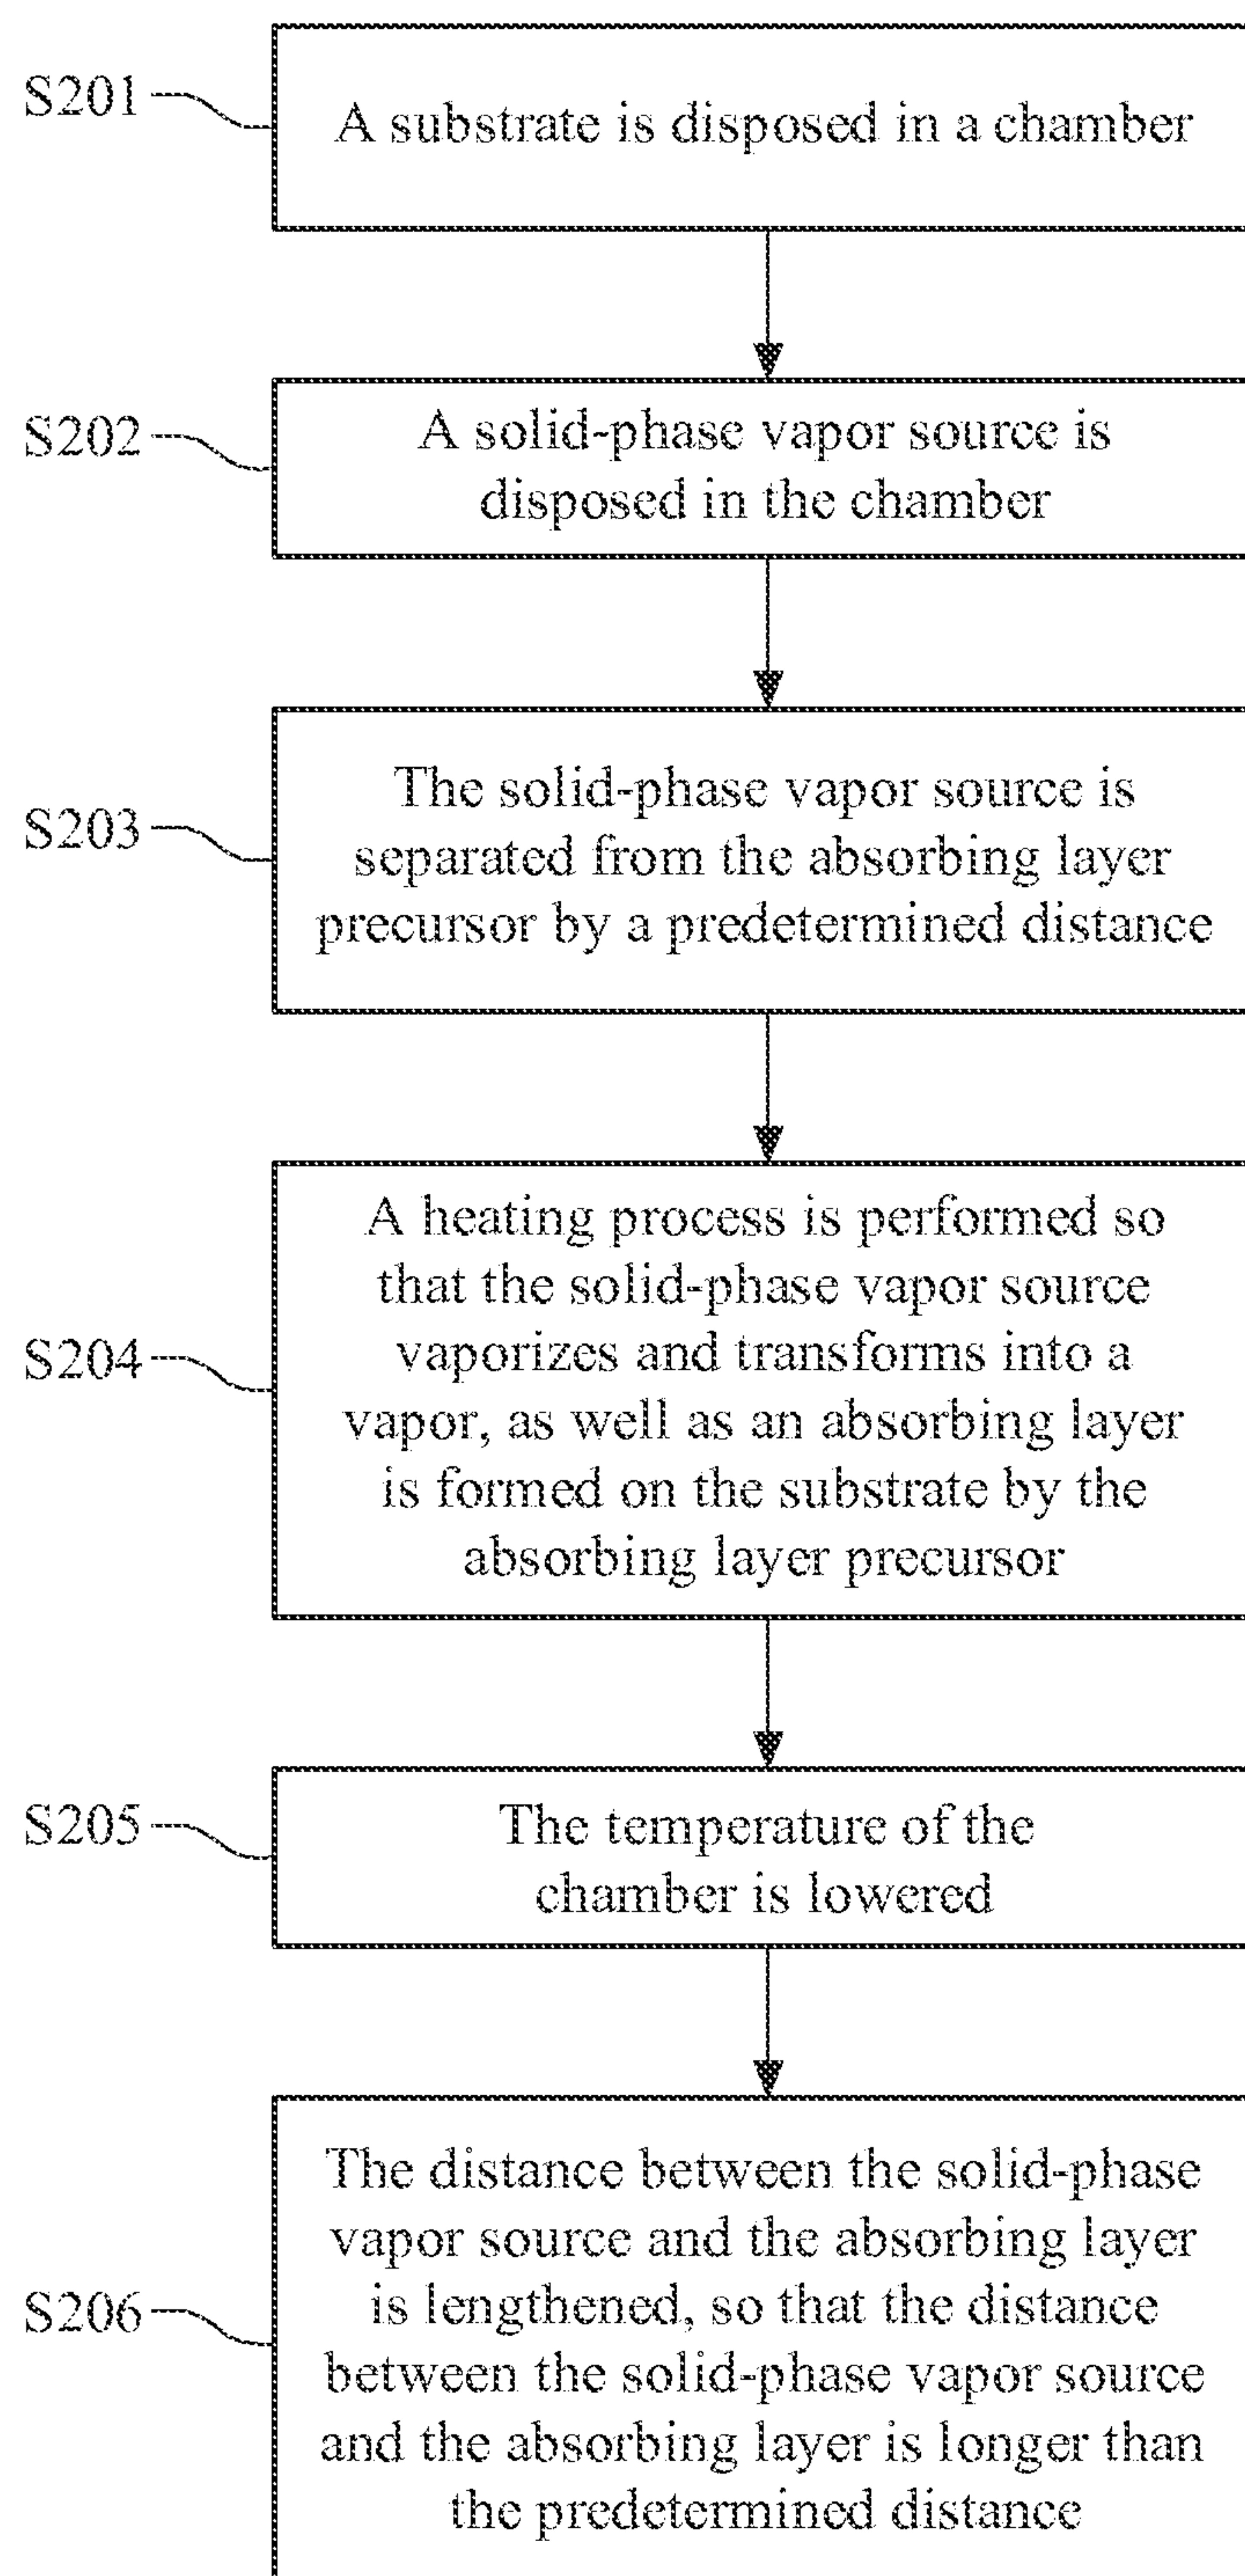 S201
A substrate is disposed in a chamber
S202
A solid-phase vapor source is
disposed in the chamber
S203
The solid-phase vapor source is
separated from the absorbing layer
precursor by a predetermined distance
S204
A heating process is performed so
that the solid-phase vapor source
vaporizes and transforms into a
vapor, as well as an absorbing layer
is formed on the substrate by the
absorbing layer precursor
S205
The temperature of the
chamber is lowered
S206
The distance between the solid-phase
vapor source and the absorbing layer
is lengthened, so that the distance
between the solid-phase vapor source
and the absorbing layer is longer than
the predetermined distance